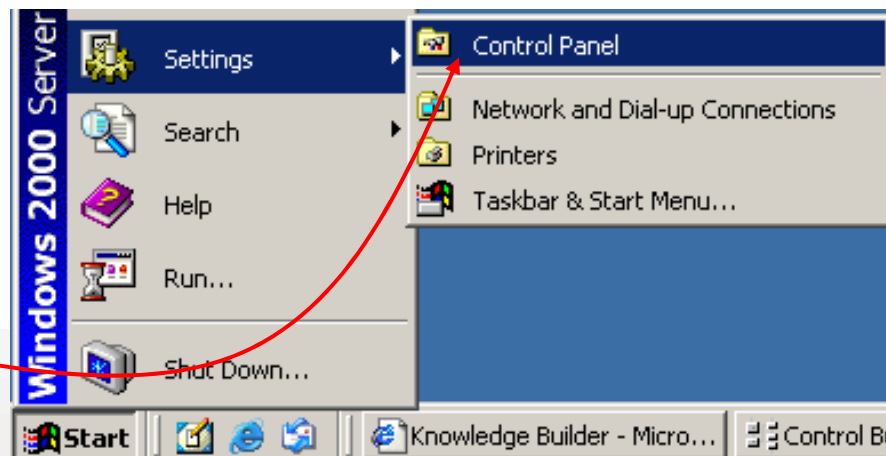 Windows 2000 Server
Settings
Search
Help
Run...
Shut Down...
Control Panel
Network and Dial-up Connections
Printers
Taskbar & Start Menu...
Start
Knowledge Builder - Micro...
Control B